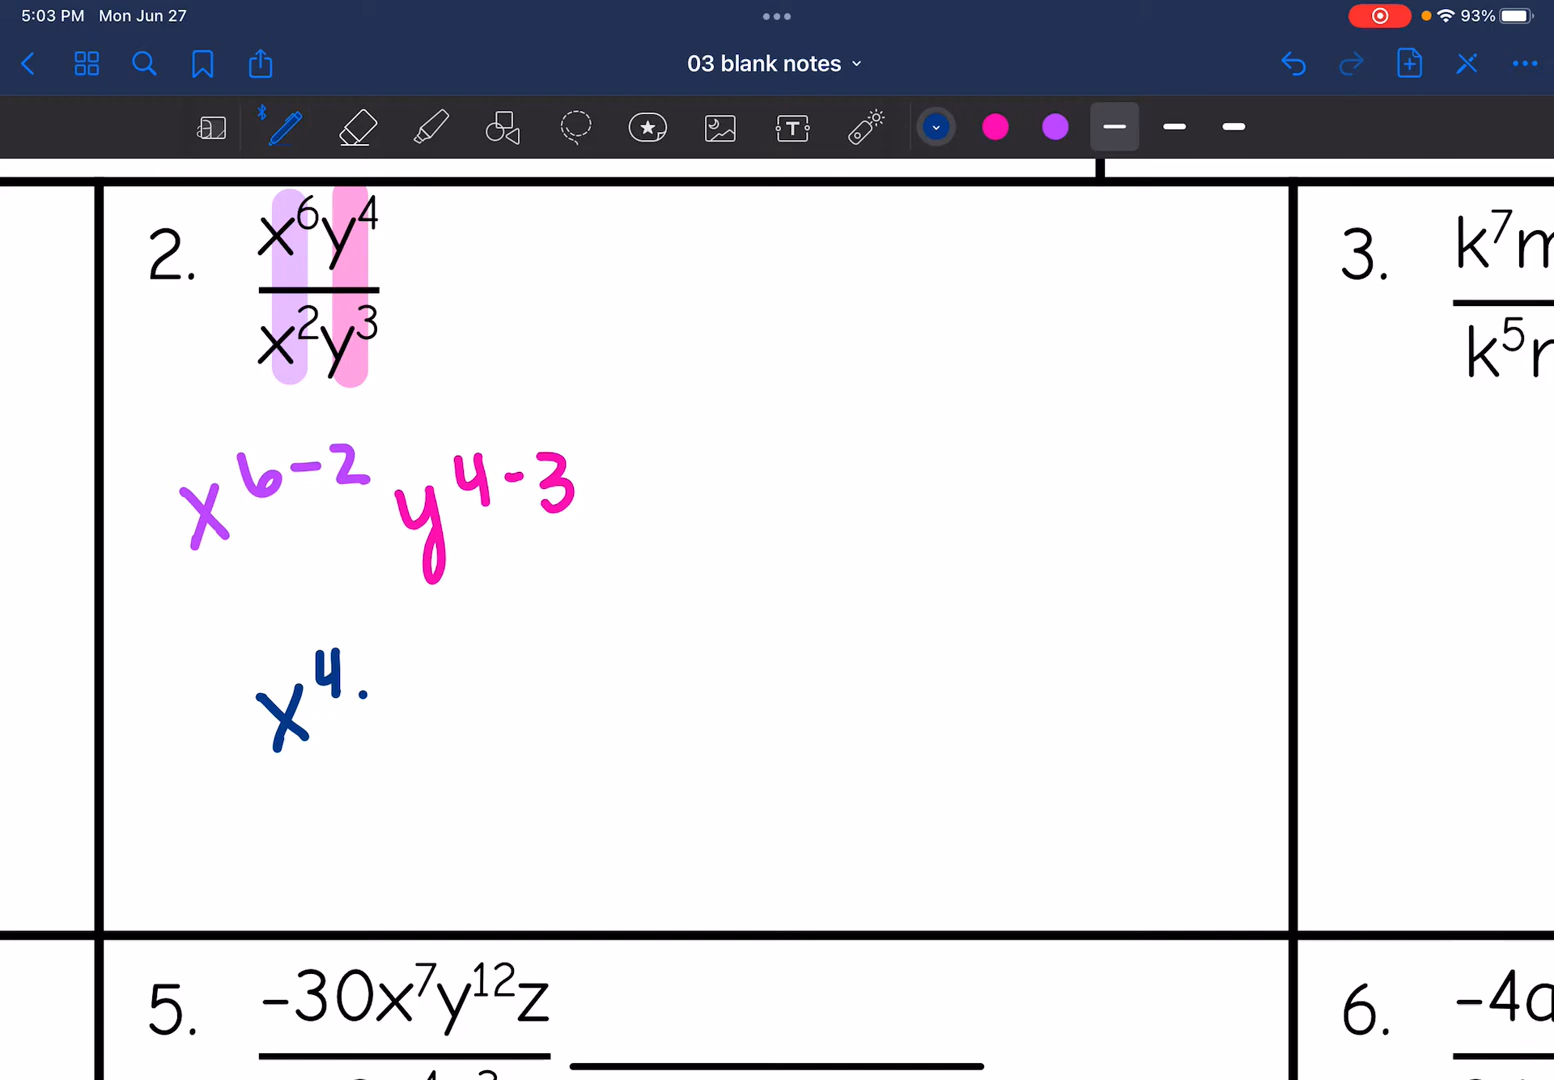 5:03 PM Mon Jun 27 93%
03 blank notes
T
2. x⁶y⁴
x²y³
3. k⁷m
k⁵
x⁶⁻² y⁴⁻³
x⁴·
5. -30x⁷y¹²z
6. -4a